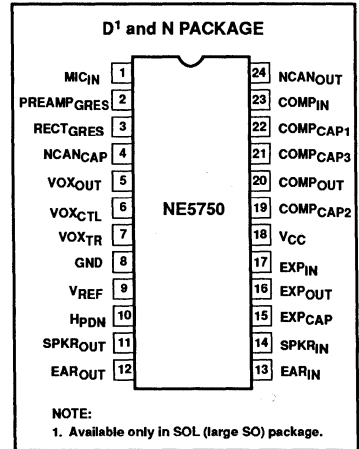 D1 and N PACKAGE
MICIN 1 24 NCANOUT
PREAMPGRES 2 23 COMPIN
RECTGRES 3 22 COMPCAP1
NCANCAP 4 21 COMPCAP3
VOXOUT 5 20 COMPOUT
VOXCTL 6 NE5750 19 COMPCAP2
VOXTR 7 18 VCC
GND 8 17 EXPIN
VREF 9 16 EXPOUT
HPDN 10 15 EXPCAP
SPKROUT 11 14 SPKRIN
EAROUT 12 13 EARIN
NOTE:
1. Available only in SOL (large SO) package.